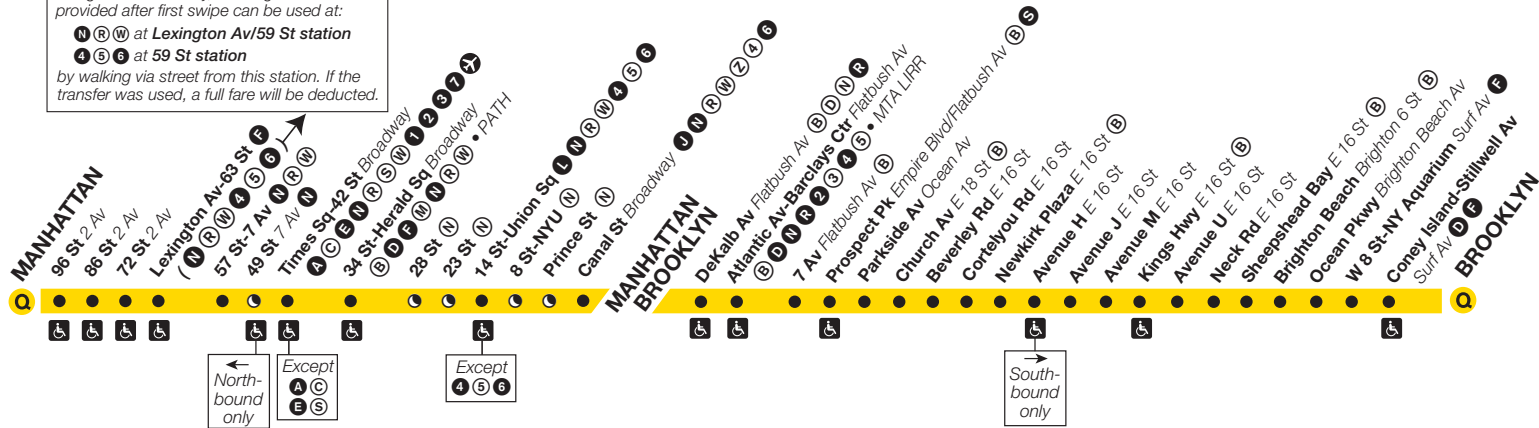 provided after first swipe can be used at:
N R W at Lexington Av/59 St station
4 5 6 at 59 St station
by walking via street from this station. If the
transfer was used, a full fare will be deducted.
Q
MANHATTAN
96 St 2 Av
86 St 2 Av
72 St 2 Av
Lexington Av-63 St F
( N R W 4 5 6
57 St-7 Av N R W
49 St 7 Av N
Times Sq-42 St Broadway
A C E N R S W 1 2 3 7
34 St-Herald Sq Broadway
B D F M N R W • PATH
28 St N
23 St N
14 St-Union Sq L N R W 4 5 6
8 St-NYU N
Prince St N
Canal St Broadway J N R W Z 4 6
MANHATTAN
BROOKLYN
DeKalb Av Flatbush Av B D N R
Atlantic Av-Barclays Ctr Flatbush Av
B D N R 2 3 4 5 • MTA LIRR
7 Av Flatbush Av B
Prospect Pk Empire Blvd/Flatbush Av B S
Parkside Av Ocean Av
Church Av E 18 St B
Beverley Rd E 16 St
Cortelyou Rd E 16 St
Newkirk Plaza E 16 St B
Avenue H E 16 St
Avenue J E 16 St
Avenue M E 16 St
Kings Hwy E 16 St B
Avenue U E 16 St
Neck Rd E 16 St
Sheepshead Bay E 16 St B
Brighton Beach Brighton 6 St B
Ocean Pkwy Brighton Beach Av
W 8 St-NY Aquarium Surf Av F
Coney Island-Stillwell Av
Surf Av D F
BROOKLYN
Q
North-
bound
only
Except
A C
E S
Except
4 5 6
South-
bound
only